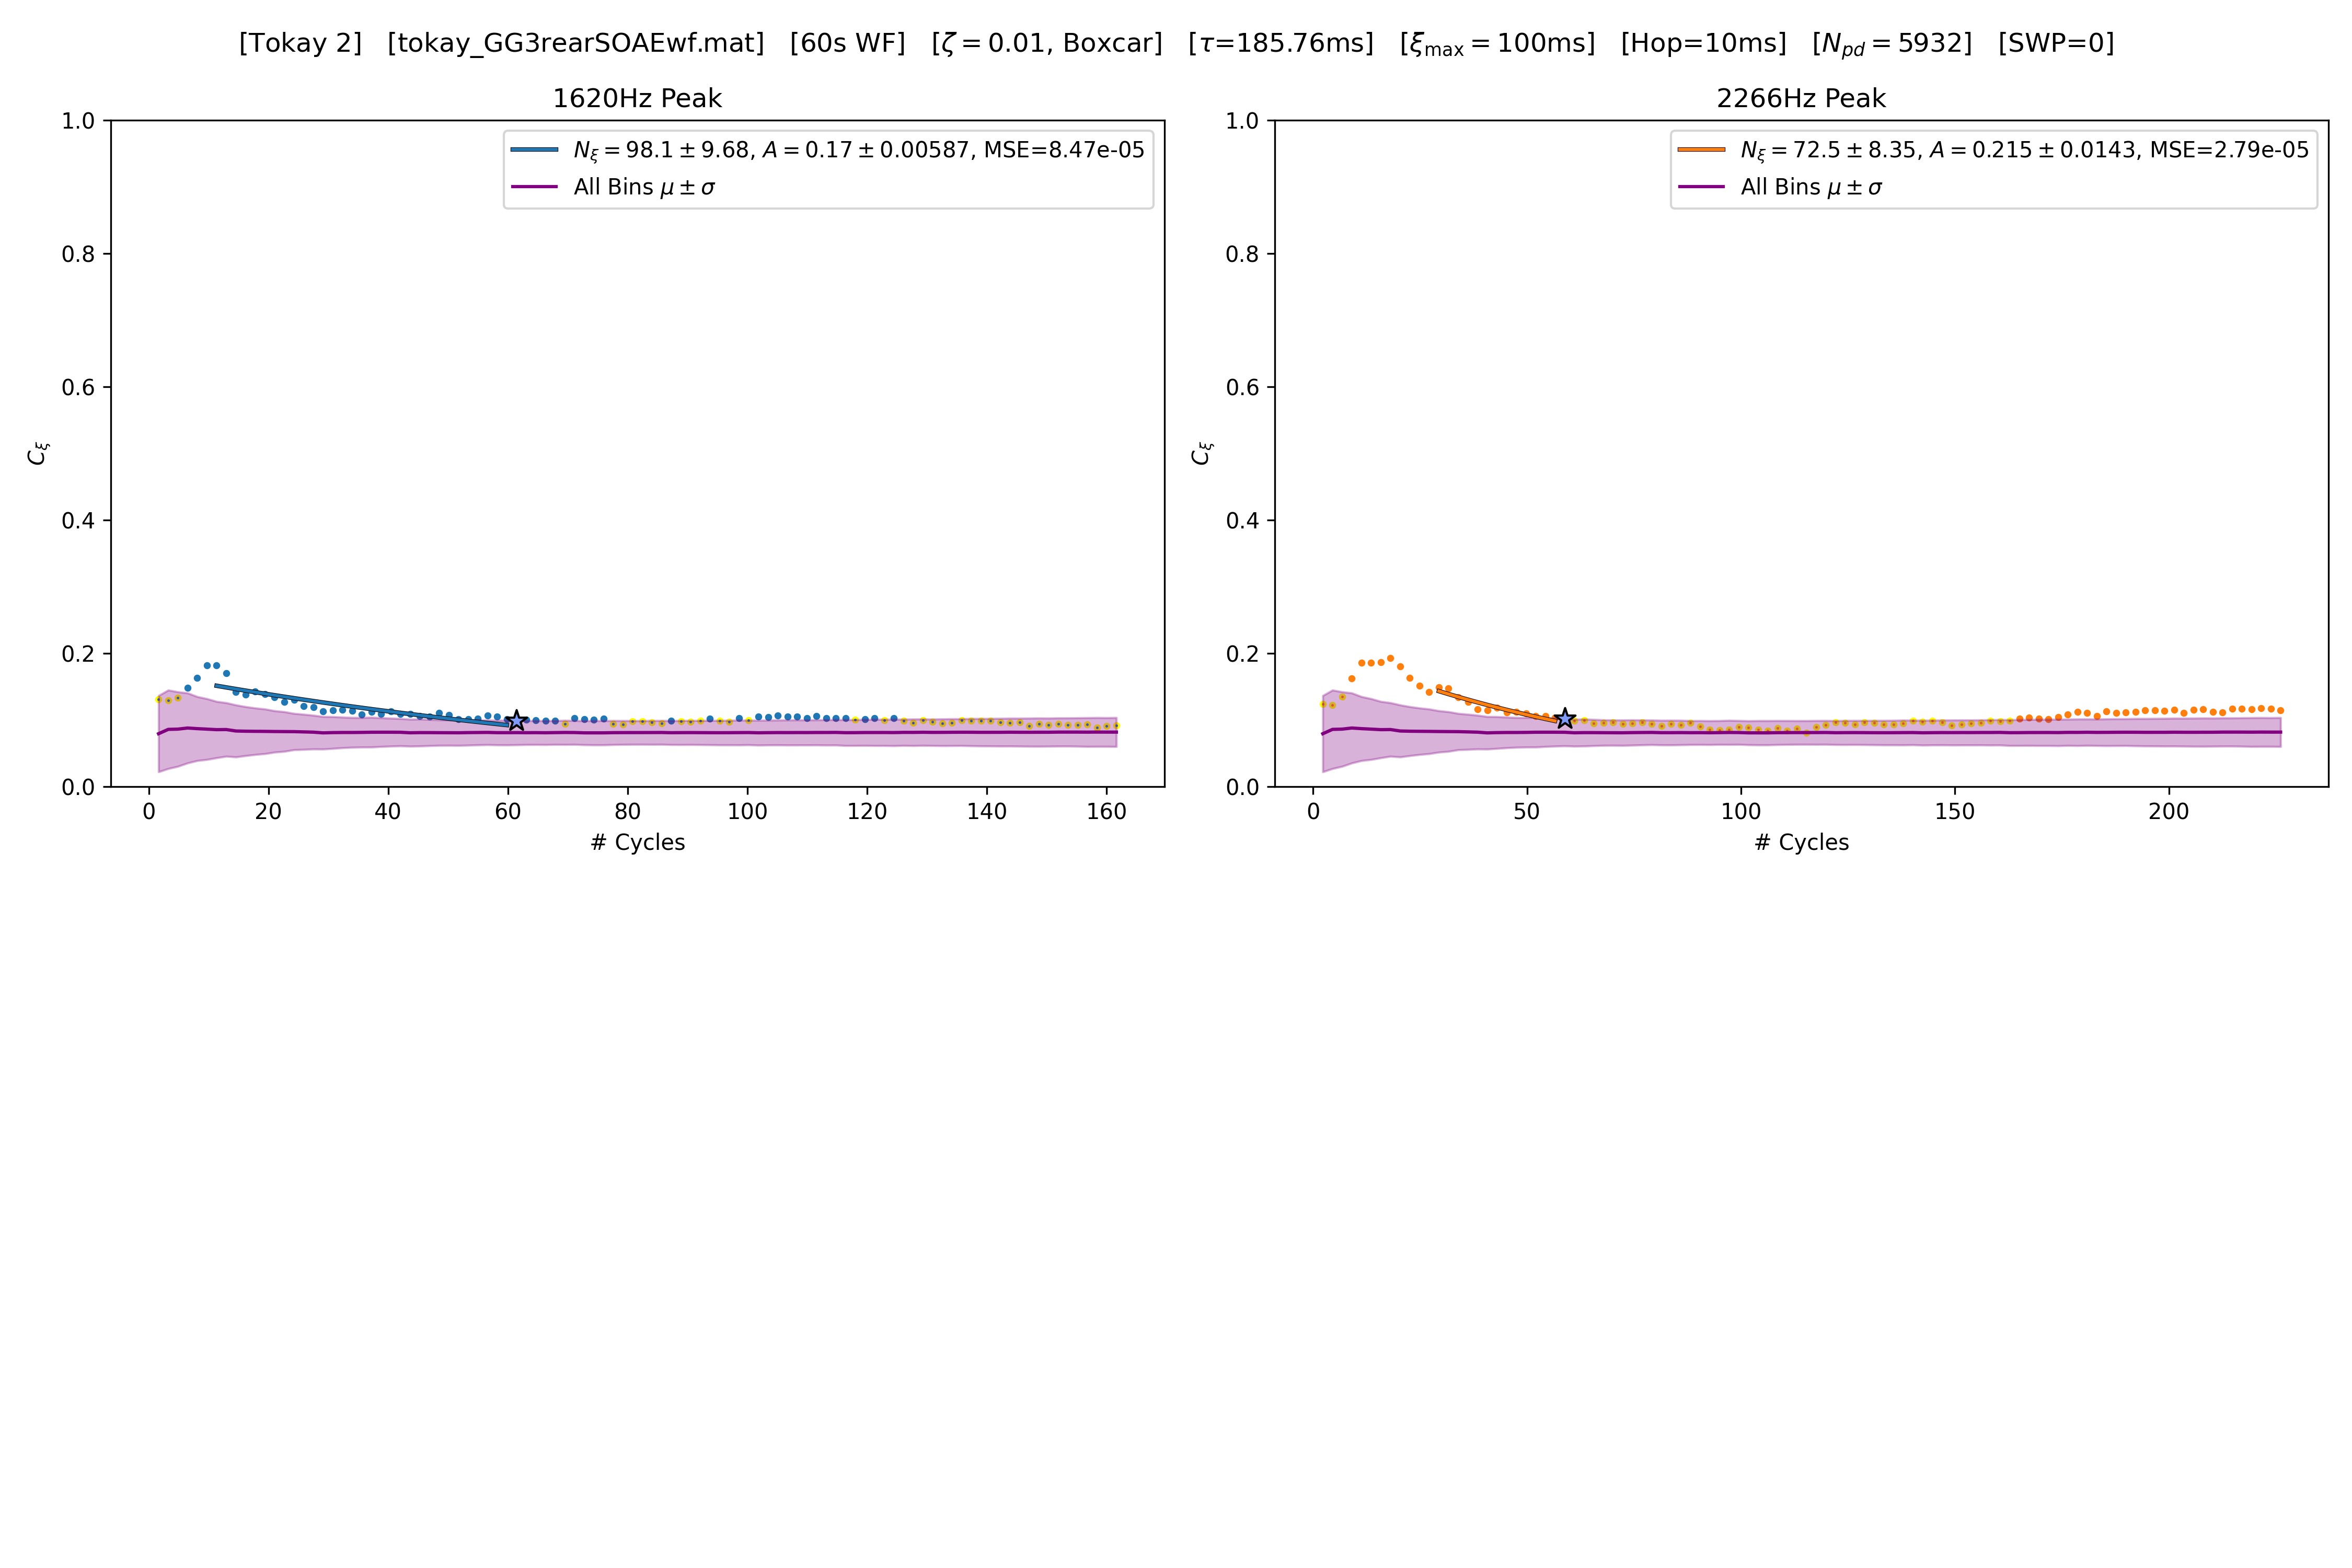 [Tokay 2] [tokay_GG3rearSOAEwf.mat] [60s WF] [ζ = 0.01, Boxcar] [τ=185.76ms] [ξmax = 100ms] [Hop=10ms] [Npd = 5932] [SWP=0]
1620Hz Peak
1.0
0.8
0.6
0.4
0.2
0.0
Cξ
Nξ = 98.1 ± 9.68, A = 0.17 ± 0.00587, MSE=8.47e-05
All Bins μ ± σ
0 20 40 60 80 100 120 140 160
# Cycles
2266Hz Peak
1.0
0.8
0.6
0.4
0.2
0.0
Cξ
Nξ = 72.5 ± 8.35, A = 0.215 ± 0.0143, MSE=2.79e-05
All Bins μ ± σ
0 50 100 150 200
# Cycles